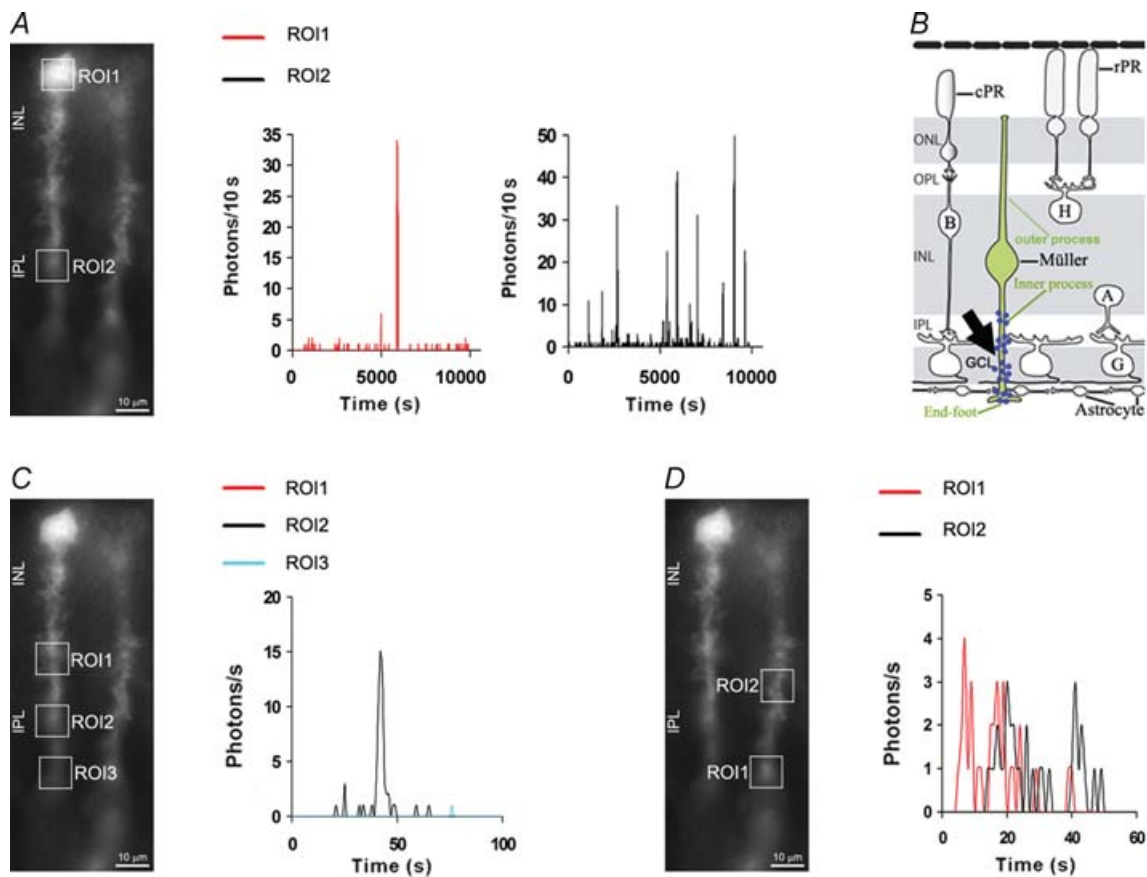 A
ROI1
ROI2
INL
IPL
ROI1
ROI2
10 µm
Photons/10 s
35
30
25
20
15
10
5
0
0 5000 10000
Time (s)
Photons/10 s
50
40
30
20
10
0
0 5000 10000
Time (s)
B
cPR
rPR
ONL
OPL
H
B
outer process
INL
Müller
Inner process
A
IPL
GCL
G
End-foot
Astrocyte
C
ROI1
ROI2
ROI3
INL
IPL
ROI1
ROI2
ROI3
10 µm
Photons/s
20
15
10
5
0
0 50 100
Time (s)
D
ROI1
ROI2
INL
IPL
ROI2
ROI1
10 µm
Photons/s
5
4
3
2
1
0
0 20 40 60
Time (s)